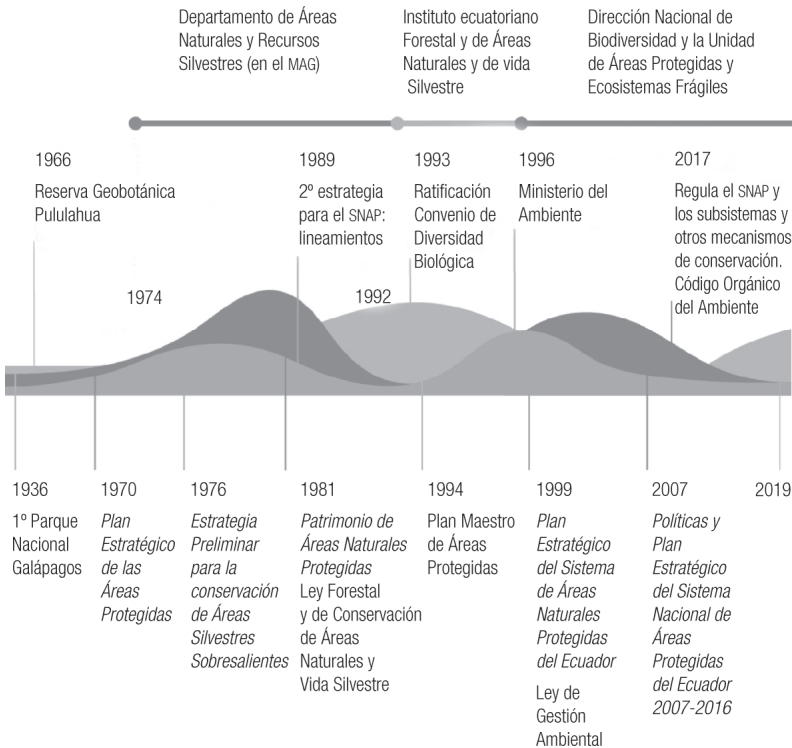 Departamento de Áreas
Naturales y Recursos
Silvestres (en el MAG)
Instituto ecuatoriano
Forestal y de Áreas
Naturales y de vida
Silvestre
Dirección Nacional de
Biodiversidad y la Unidad
de Áreas Protegidas y
Ecosistemas Frágiles
1966
Reserva Geobotánica
Pululahua
1989
2º estrategia
para el SNAP:
lineamientos
1993
Ratificación
Convenio de
Diversidad
Biológica
1996
Ministerio del
Ambiente
2017
Regula el SNAP y
los subsistemas y
otros mecanismos
de conservación.
Código Orgánico
del Ambiente
1974
1992
1936
1º Parque
Nacional
Galápagos
1970
Plan
Estratégico
de las
Áreas
Protegidas
1976
Estrategia
Preliminar
para la
conservación
de Áreas
Silvestres
Sobresalientes
1981
Patrimonio de
Áreas Naturales
Protegidas
Ley Forestal
y de Conservación
de Áreas
Naturales y
Vida Silvestre
1994
Plan Maestro
de Áreas
Protegidas
1999
Plan
Estratégico
del Sistema
de Áreas
Naturales
Protegidas
del Ecuador
Ley de
Gestión
Ambiental
2007
Políticas y
Plan
Estratégico
del Sistema
Nacional de
Áreas
Protegidas
del Ecuador
2007-2016
2019